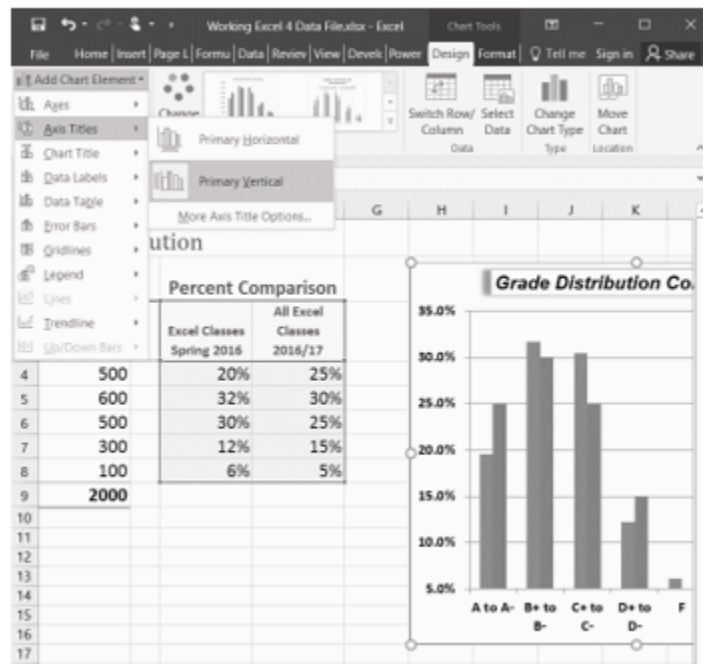 Working Excel 4 Data File.xlsx - Excel Chart Tools
File Home Insert Page L Formu Data Review View Develk Power Design Format Tell me Sign in Share
Add Chart Element
Axes
Axis Titles
Chart Title
Data Labels
Data Table
Error Bars
Gridlines
Legend
Lines
Trendline
Up/Down Bars
Change
Primary Horizontal
Primary Vertical
More Axis Title Options...
Switch Row/ Column
Select Data
Data
Change Chart Type
Type
Move Chart
Location
G H I J K
ution
Percent Comparison
Excel Classes Spring 2016
All Excel Classes 2016/17
4 500 20% 25%
5 600 32% 30%
6 500 30% 25%
7 300 12% 15%
8 100 6% 5%
9 2000
10
11
12
13
14
15
16
17
Grade Distribution Co
35.0%
30.0%
25.0%
20.0%
15.0%
10.0%
5.0%
A to A- B+ to B- C+ to C- D+ to D- F